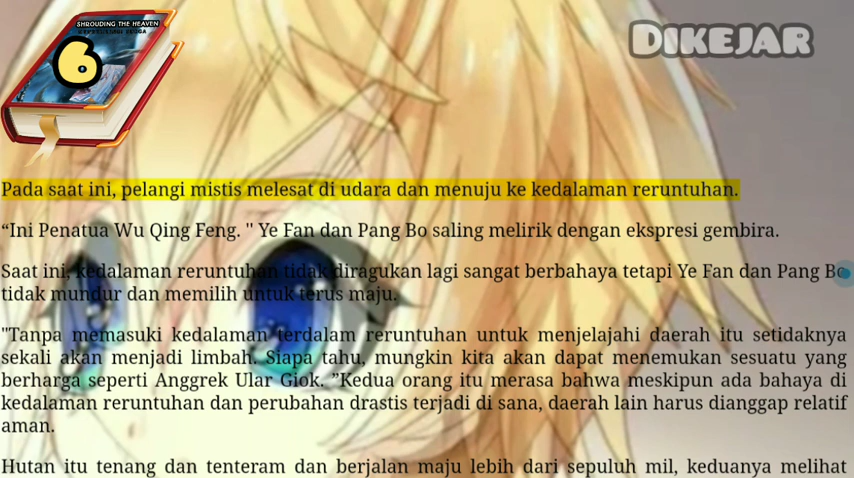 SHROUDING THE HEAVEN
6
DIKEJAR
Pada saat ini, pelangi mistis melesat di udara dan menuju ke kedalaman reruntuhan.
“Ini Penatua Wu Qing Feng. " Ye Fan dan Pang Bo saling melirik dengan ekspresi gembira.
Saat ini, kedalaman reruntuhan tidak diragukan lagi sangat berbahaya tetapi Ye Fan dan Pang Bo
tidak mundur dan memilih untuk terus maju.
"Tanpa memasuki kedalaman terdalam reruntuhan untuk menjelajahi daerah itu setidaknya
sekali akan menjadi limbah. Siapa tahu, mungkin kita akan dapat menemukan sesuatu yang
berharga seperti Anggrek Ular Giok. ”Kedua orang itu merasa bahwa meskipun ada bahaya di
kedalaman reruntuhan dan perubahan drastis terjadi di sana, daerah lain harus dianggap relatif
aman.
Hutan itu tenang dan tenteram dan berjalan maju lebih dari sepuluh mil, keduanya melihat